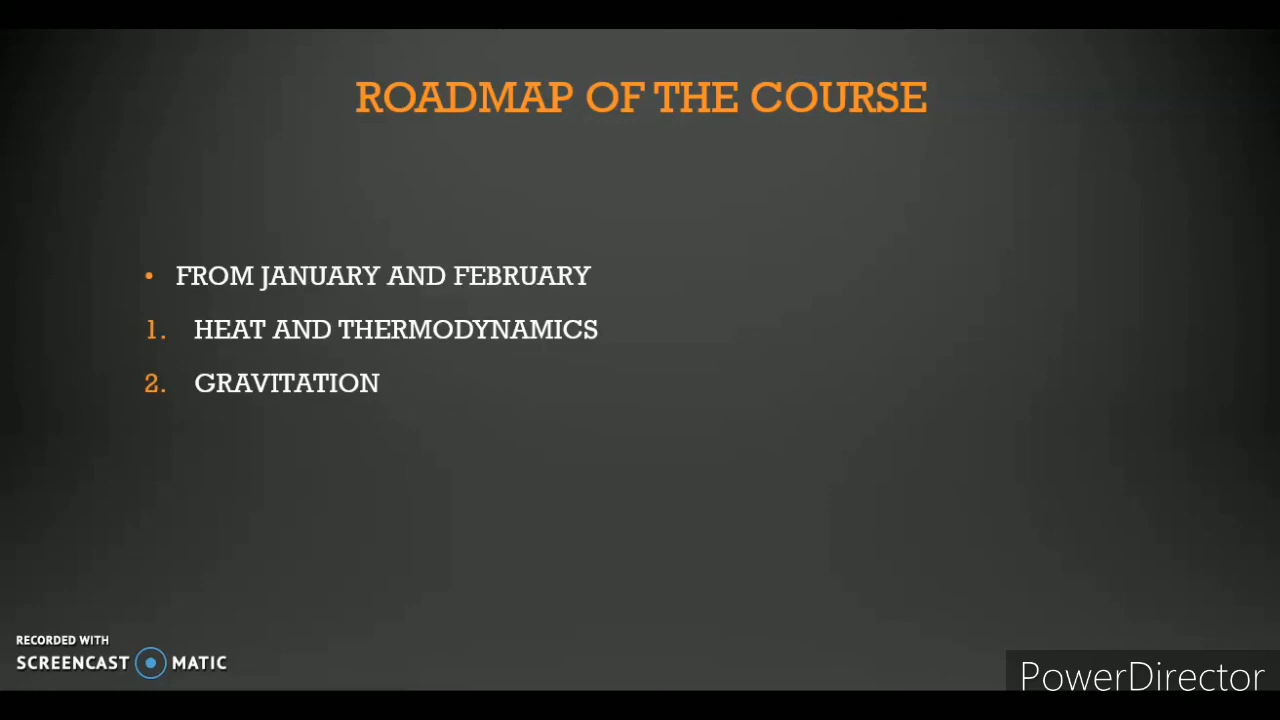 ROADMAP OF THE COURSE
• FROM JANUARY AND FEBRUARY
1. HEAT AND THERMODYNAMICS
2. GRAVITATION
RECORDED WITH
SCREENCAST MATIC
PowerDirector